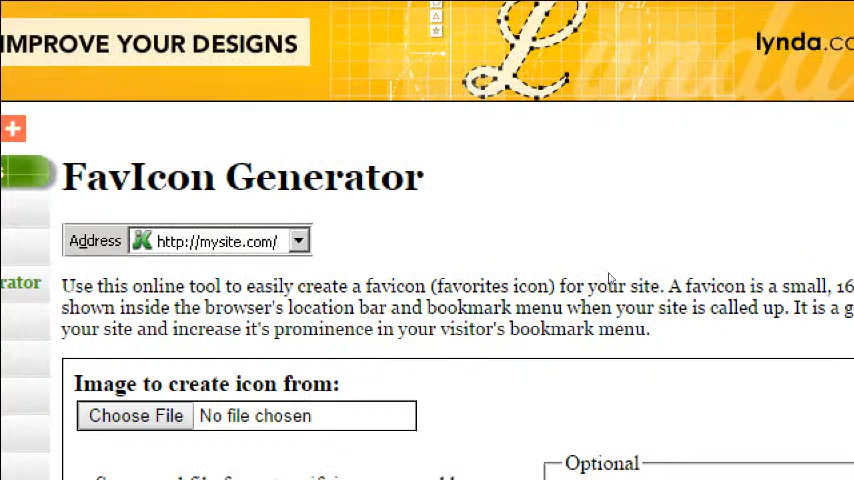 IMPROVE YOUR DESIGNS
lynda.co
FavIcon Generator
Address http://mysite.com/
rator
Use this online tool to easily create a favicon (favorites icon) for your site. A favicon is a small, 16
shown inside the browser's location bar and bookmark menu when your site is called up. It is a g
your site and increase it's prominence in your visitor's bookmark menu.
Image to create icon from:
Choose File No file chosen
Optional